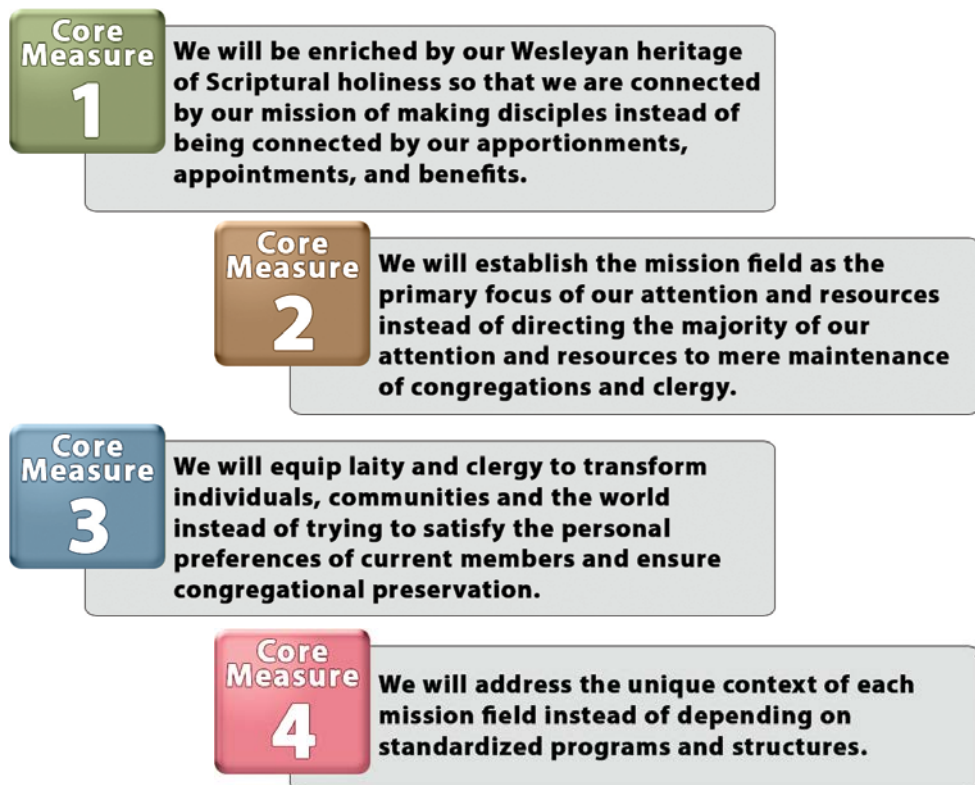 Core
Measure
1
We will be enriched by our Wesleyan heritage
of Scriptural holiness so that we are connected
by our mission of making disciples instead of
being connected by our apportionments,
appointments, and benefits.
Core
Measure
2
We will establish the mission field as the
primary focus of our attention and resources
instead of directing the majority of our
attention and resources to mere maintenance
of congregations and clergy.
Core
Measure
3
We will equip laity and clergy to transform
individuals, communities and the world
instead of trying to satisfy the personal
preferences of current members and ensure
congregational preservation.
Core
Measure
4
We will address the unique context of each
mission field instead of depending on
standardized programs and structures.